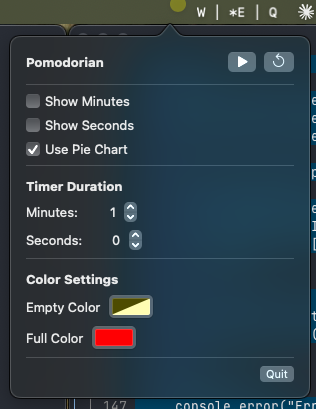 W | *E | Q
Pomodorian
Show Minutes
Show Seconds
Use Pie Chart
Timer Duration
Minutes: 1
Seconds: 0
Color Settings
Empty Color
Full Color
Quit
147 console.error("Err